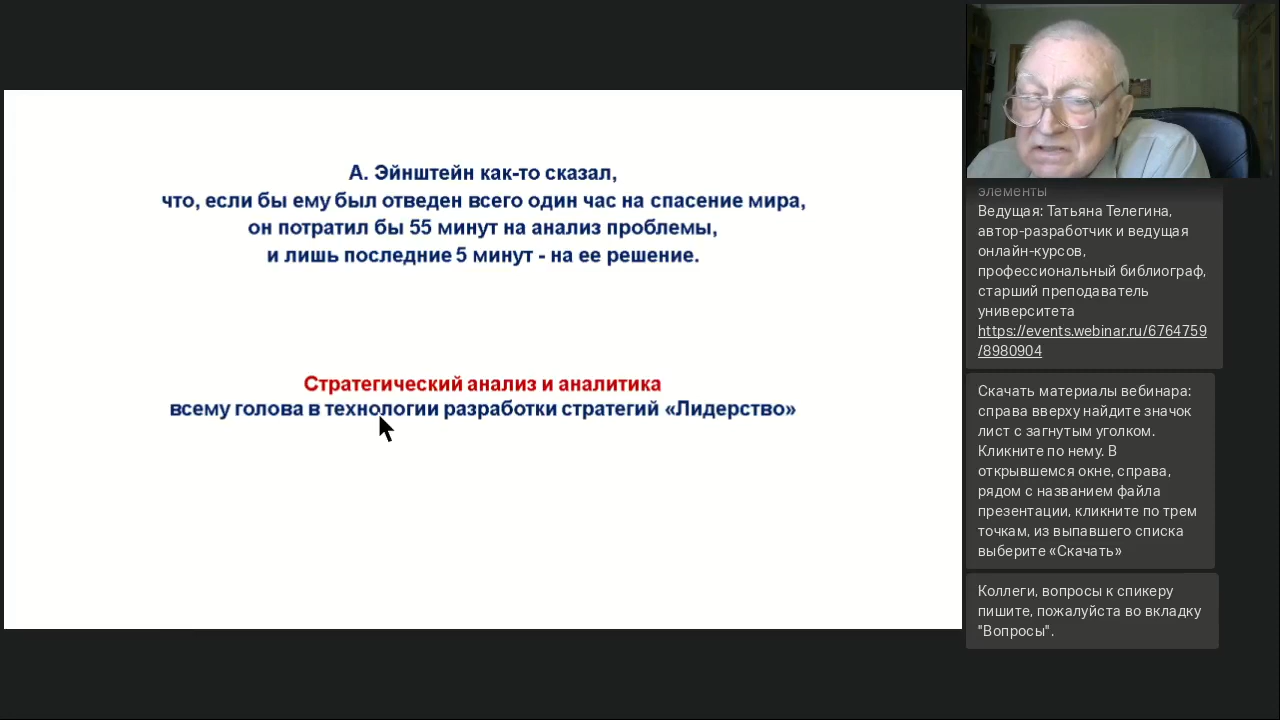 А. Эйнштейн как-то сказал,
что, если бы ему был отведен всего один час на спасение мира,
он потратил бы 55 минут на анализ проблемы,
и лишь последние 5 минут - на ее решение.
Стратегический анализ и аналитика
всему голова в технологии разработки стратегий «Лидерство»
элементы
Ведущая: Татьяна Телегина,
автор-разработчик и ведущая
онлайн-курсов,
профессиональный библиограф,
старший преподаватель
университета
https://events.webinar.ru/6764759
/8980904
Скачать материалы вебинара:
справа вверху найдите значок
лист с загнутым уголком.
Кликните по нему. В
открывшемся окне, справа,
рядом с названием файла
презентации, кликните по трем
точкам, из выпавшего списка
выберите «Скачать»
Коллеги, вопросы к спикеру
пишите, пожалуйста во вкладку
"Вопросы".